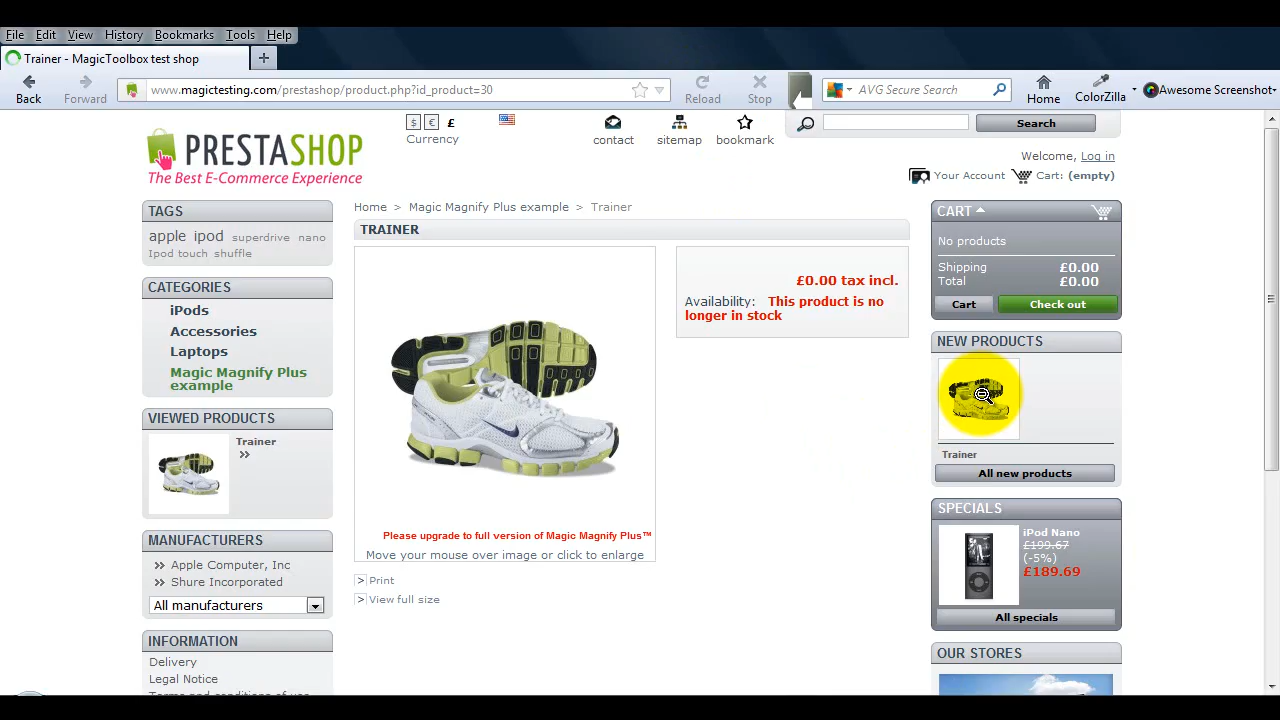 File Edit View History Bookmarks Tools Help
Trainer - MagicToolbox test shop
Back Forward www.magictesting.com/prestashop/product.php?id_product=30 Reload Stop AVG Secure Search Home ColorZilla Awesome Screenshot
$ € £
Currency
contact sitemap bookmark
Search
PRESTASHOP
The Best E-Commerce Experience
Welcome, Log in
Your Account Cart: (empty)
TAGS
apple ipod superdrive nano
Ipod touch shuffle
CATEGORIES
iPods
Accessories
Laptops
Magic Magnify Plus
example
VIEWED PRODUCTS
Trainer
MANUFACTURERS
Apple Computer, Inc
Shure Incorporated
All manufacturers
INFORMATION
Delivery
Legal Notice
Home > Magic Magnify Plus example > Trainer
TRAINER
£0.00 tax incl.
Availability: This product is no
longer in stock
Please upgrade to full version of Magic Magnify Plus™
Move your mouse over image or click to enlarge
> Print
> View full size
CART
No products
Shipping £0.00
Total £0.00
Cart Check out
NEW PRODUCTS
Trainer
All new products
SPECIALS
iPod Nano
£199.67
(-5%)
£189.69
All specials
OUR STORES